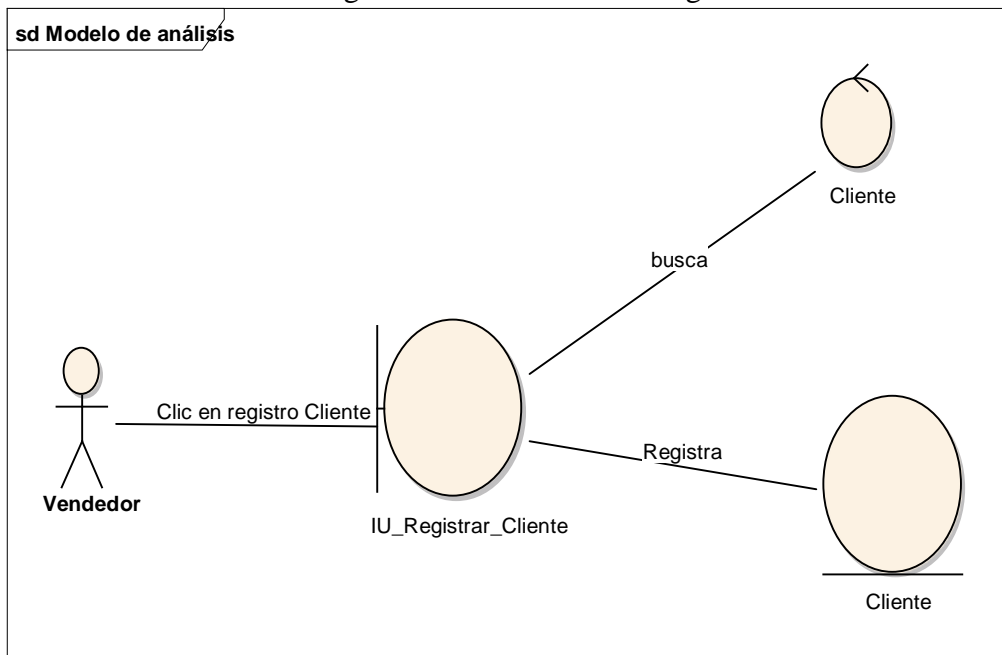 sd Modelo de análisis
Cliente
busca
Clic en registro Cliente
Registra
Vendedor
IU_Registrar_Cliente
Cliente